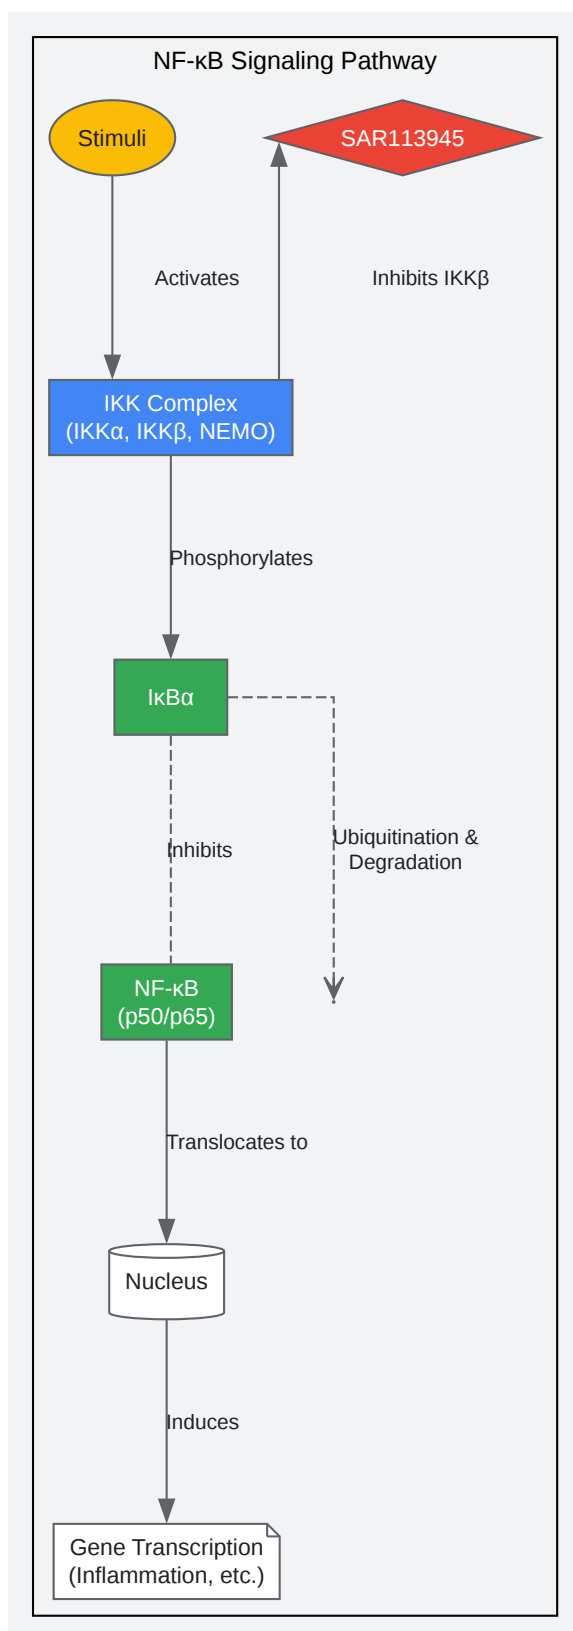 NF-κB Signaling Pathway
Stimuli
SAR113945
Activates
Inhibits IKKβ
IKK Complex
(IKKα, IKKβ, NEMO)
Phosphorylates
IκBα
Ubiquitination &
Degradation
Inhibits
NF-κB
(p50/p65)
Translocates to
Nucleus
Induces
Gene Transcription
(Inflammation, etc.)